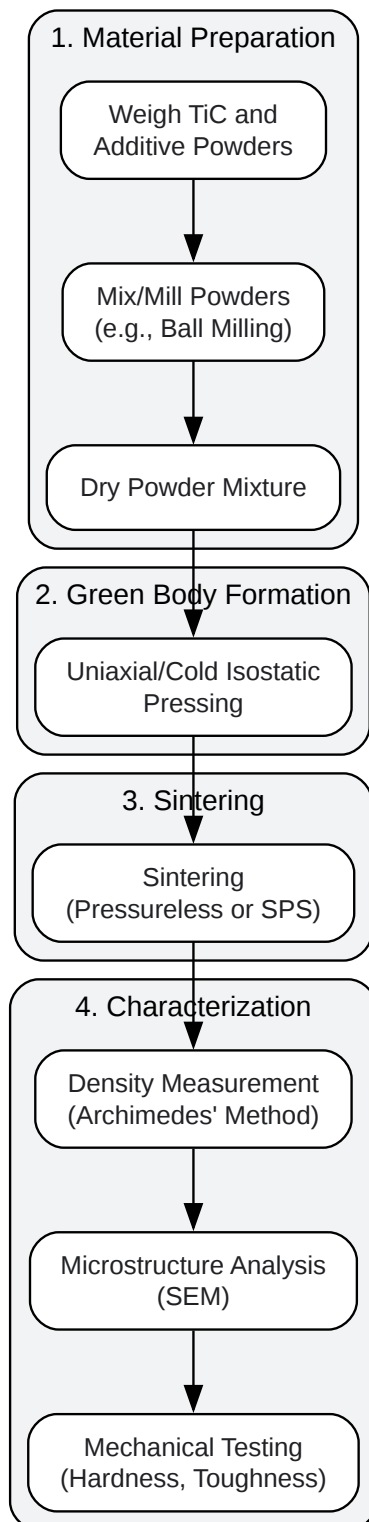 1. Material Preparation
Weigh TiC and
Additive Powders
Mix/Mill Powders
(e.g., Ball Milling)
Dry Powder Mixture
2. Green Body Formation
Uniaxial/Cold Isostatic
Pressing
3. Sintering
Sintering
(Pressureless or SPS)
4. Characterization
Density Measurement
(Archimedes' Method)
Microstructure Analysis
(SEM)
Mechanical Testing
(Hardness, Toughness)